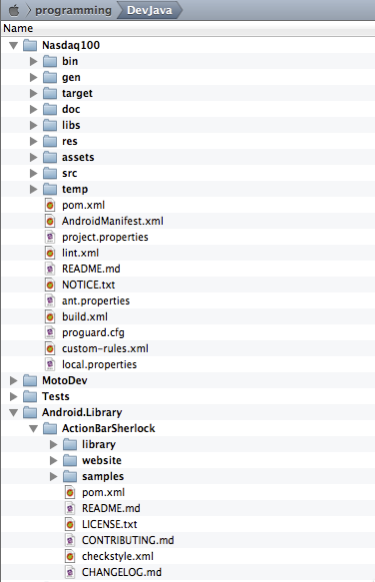 programming DevJava
Name
Nasdaq100
bin
gen
target
doc
libs
res
assets
src
temp
pom.xml
AndroidManifest.xml
project.properties
lint.xml
README.md
NOTICE.txt
ant.properties
build.xml
proguard.cfg
custom-rules.xml
local.properties
MotoDev
Tests
Android.Library
ActionBarSherlock
library
website
samples
pom.xml
README.md
LICENSE.txt
CONTRIBUTING.md
checkstyle.xml
CHANGELOG.md